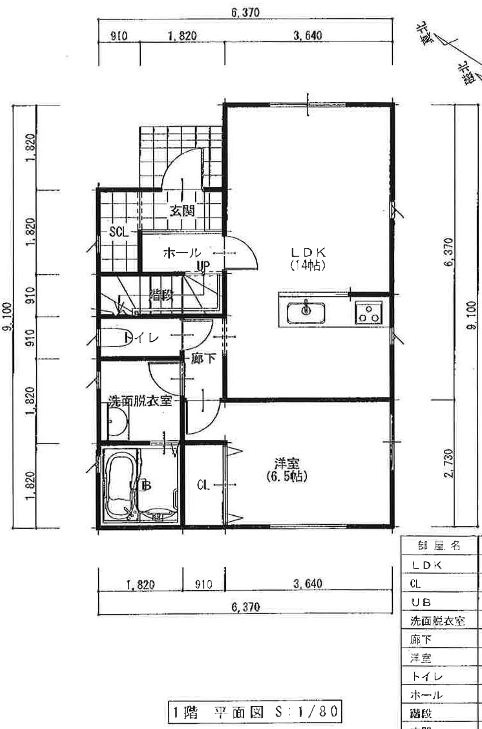 6,370
910
1,820
3,640
北
1,820
1,820
910
910
1,820
1,820
9,100
6,370
2,730
9,100
玄関
SCL
ホール
UP
LDK
(14帖)
階段
トイレ
廊下
洗面脱衣室
洋室
(6.5帖)
CL
UB
1,820
910
3,640
6,370
部屋名
LDK
CL
UB
洗面脱衣室
廊下
洋室
トイレ
ホール
階段
1階 平面図 S:1/80